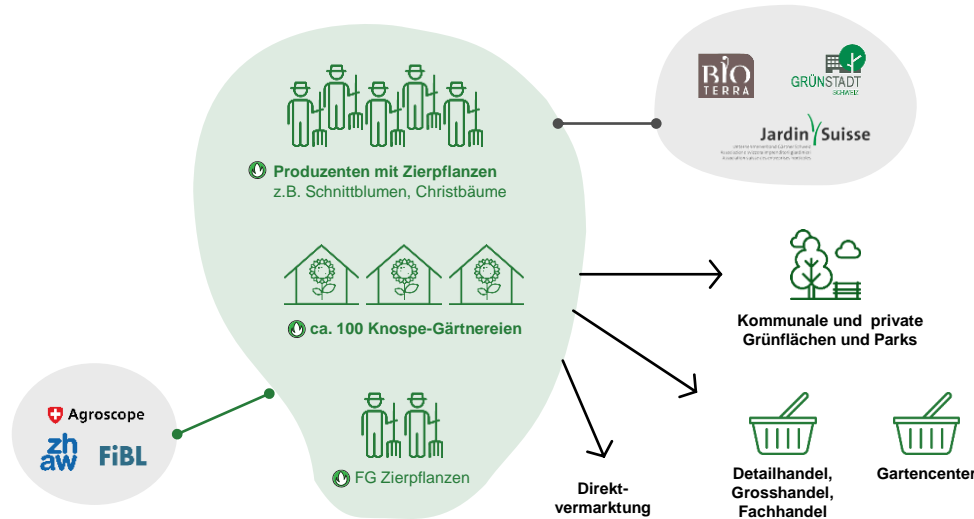 BIO
TERRA
GRÜNSTADT
SCHWEIZ
Jardin Suisse
Produzenten mit Zierpflanzen
z.B. Schnittblumen, Christbäume
ca. 100 Knospe-Gärtnereien
Kommunale und private
Grünflächen und Parks
Agroscope
zh
aw
FiBL
FG Zierpflanzen
Direkt-
vermarktung
Detailhandel,
Grosshandel,
Fachhandel
Gartencenter